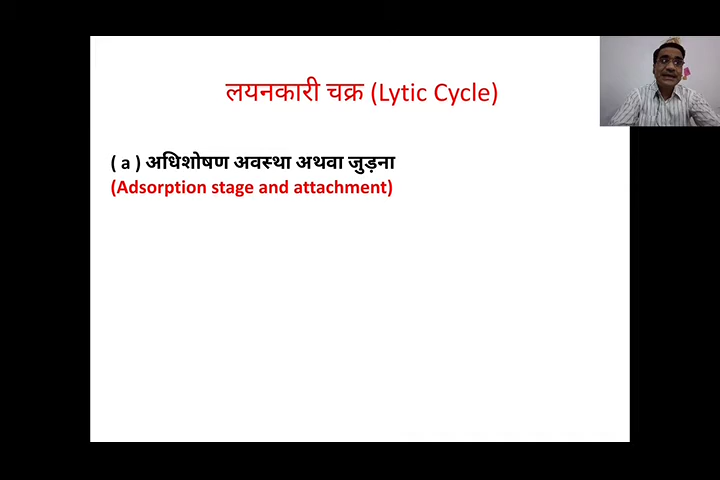 लयनकारी चक्र (Lytic Cycle)
( a ) अधिशोषण अवस्था अथवा जुड़ना
(Adsorption stage and attachment)